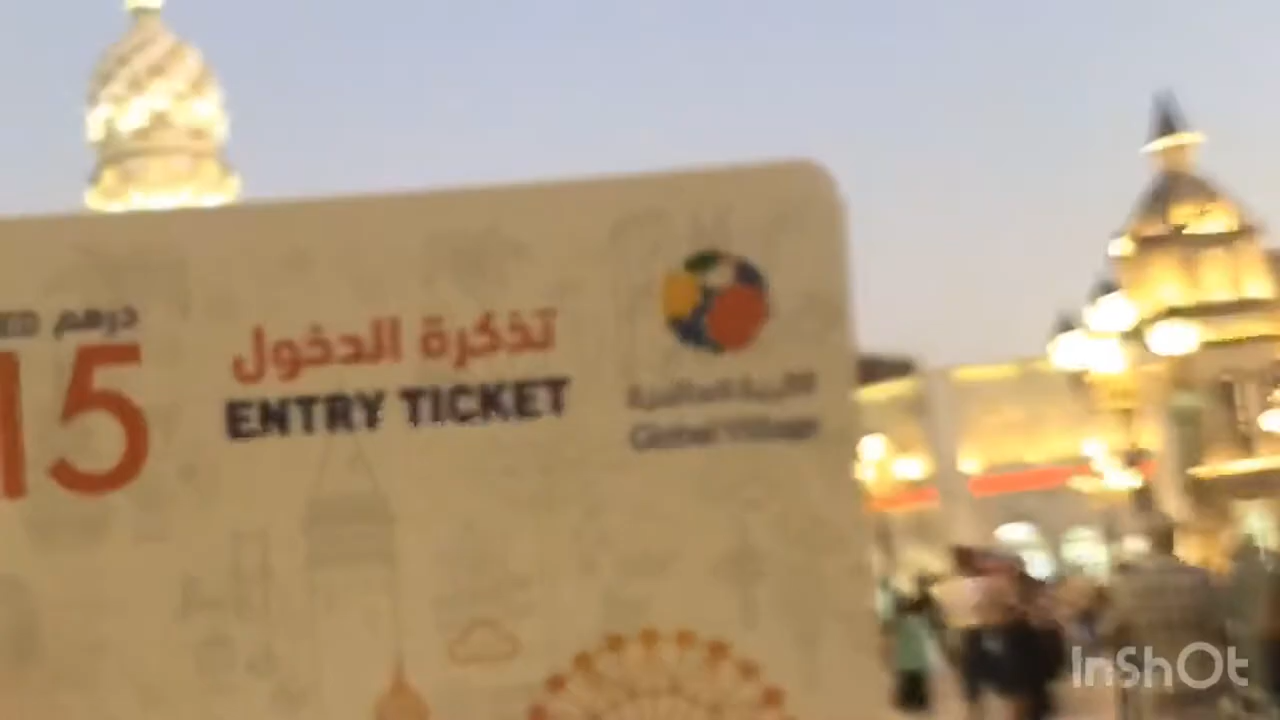 درهم
15
تذكرة الدخول
ENTRY TICKET
القرية العالمية
Global Village
InShOt